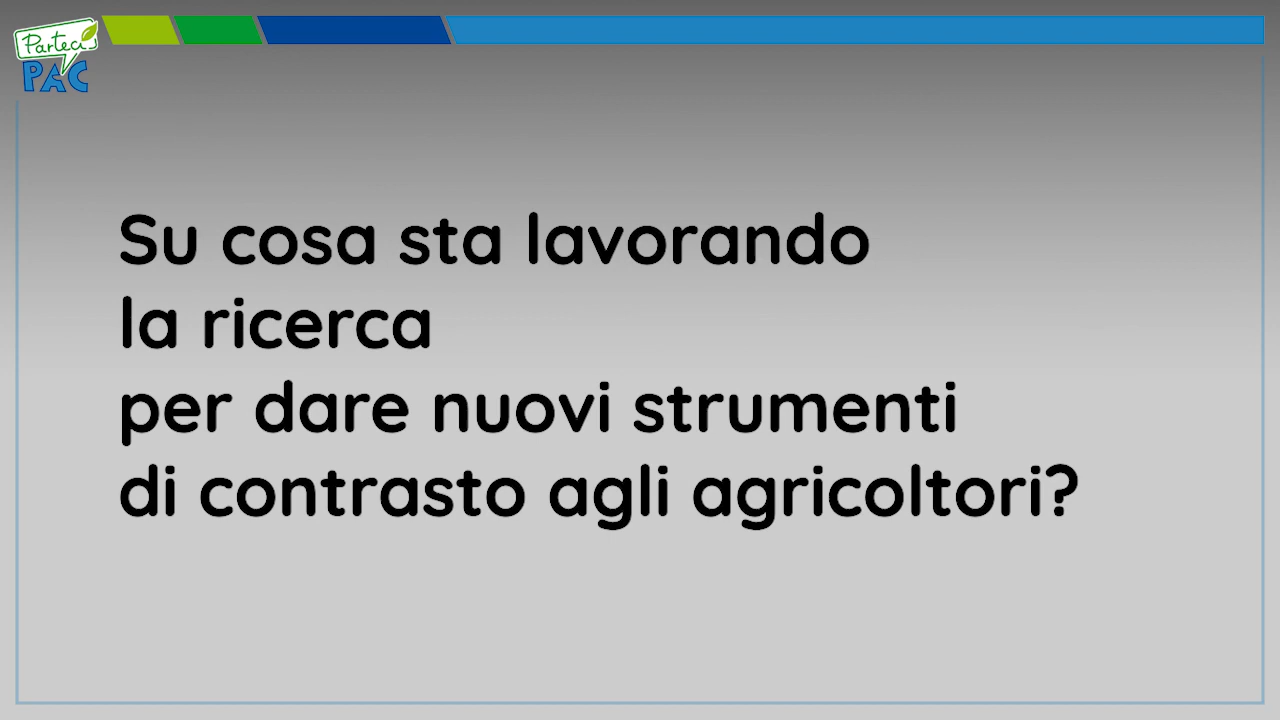 Parteci
PAC
Su cosa sta lavorando
la ricerca
per dare nuovi strumenti
di contrasto agli agricoltori?